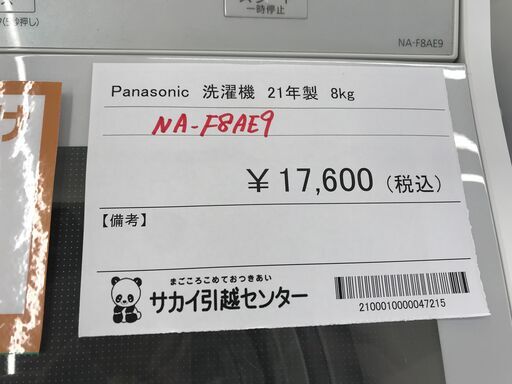 一時停止
NA-F8AE9
Panasonic 洗濯機 21年製 8kg
NA-F8AE9
￥17,600（税込）
【備考】
まごころこめておつきあい
サカイ引越センター
2100010000047215